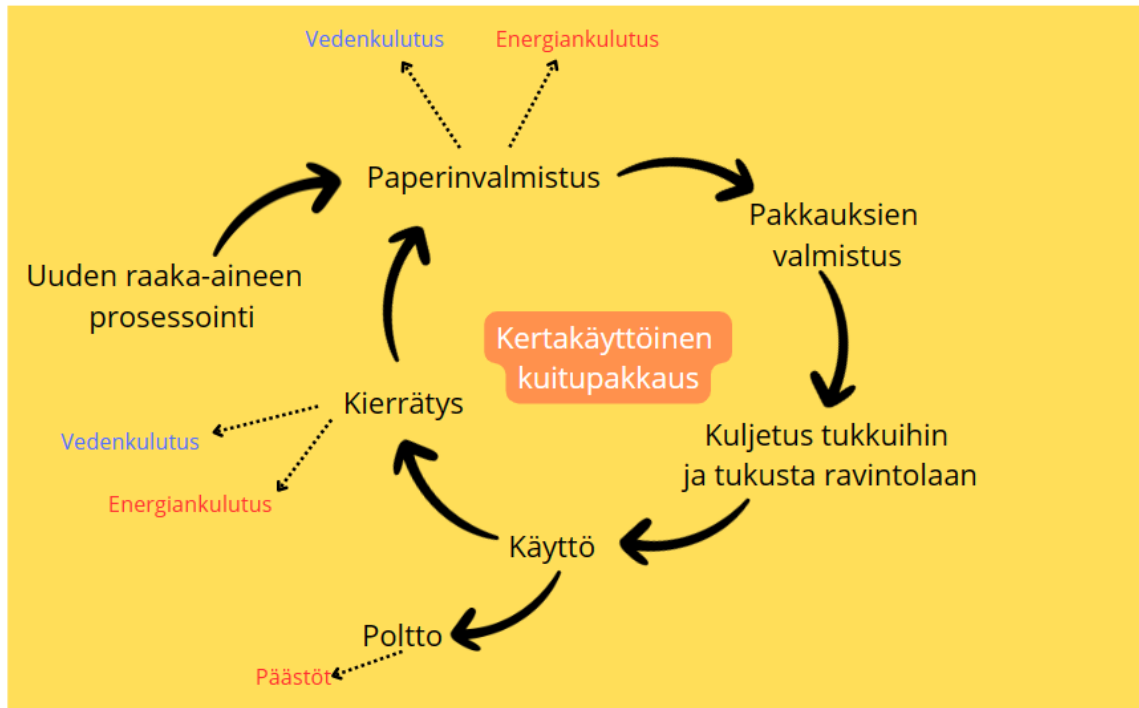 Vedenkulutus
Energiankulutus
Paperinvalmistus
Pakkauksien
valmistus
Uuden raaka-aineen
prosessointi
Kertakäyttöinen
kuitupakkaus
Kierrätys
Vedenkulutus
Energiankulutus
Kuljetus tukkuihin
ja tukusta ravintolaan
Käyttö
Poltto
Päästöt